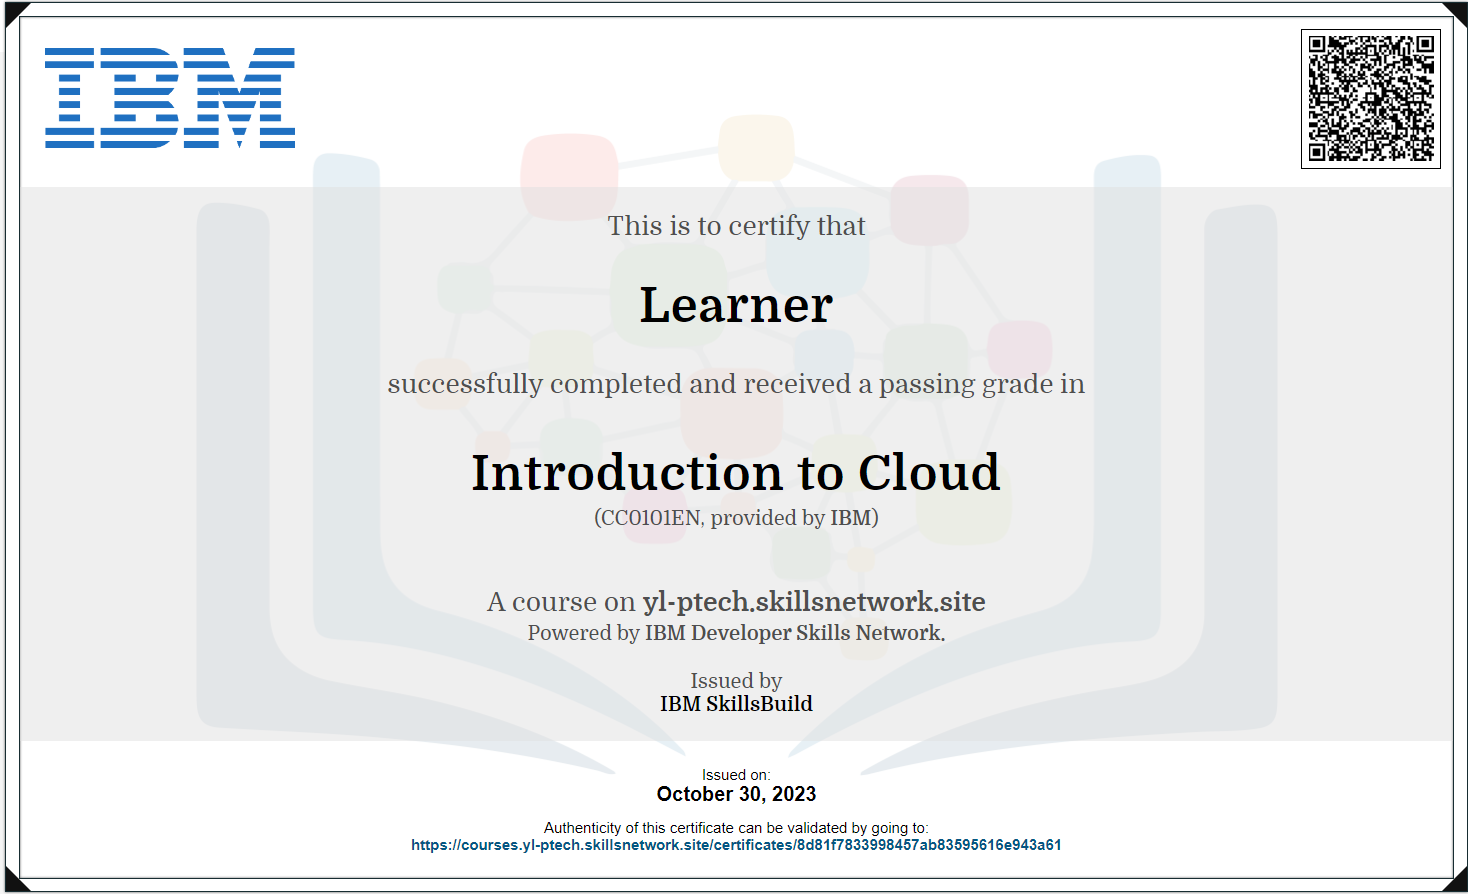 IBM
This is to certify that
Learner
successfully completed and received a passing grade in
Introduction to Cloud
(CC0101EN, provided by IBM)
A course on yl-ptech.skillsnetwork.site
Powered by IBM Developer Skills Network.
Issued by
IBM SkillsBuild
Issued on:
October 30, 2023
Authenticity of this certificate can be validated by going to:
https://courses.yl-ptech.skillsnetwork.site/certificates/8d81f7833998457ab83595616e943a61